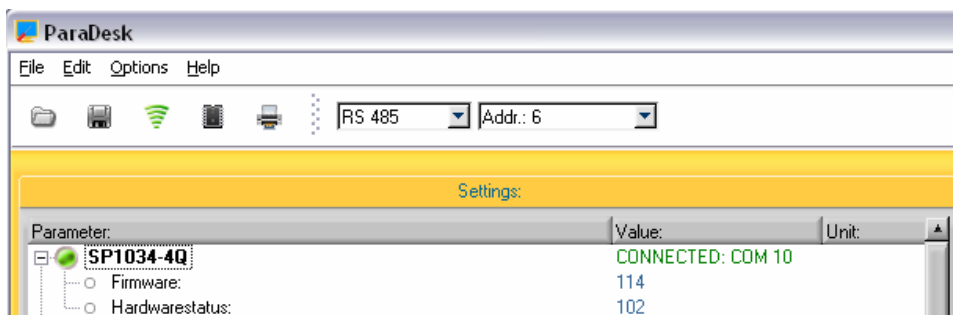 ParaDesk
File Edit Options Help
RS 485 Addr.: 6
Settings:
Parameter: Value: Unit:
SP1034-4Q CONNECTED: COM 10
Firmware: 114
Hardwarestatus: 102